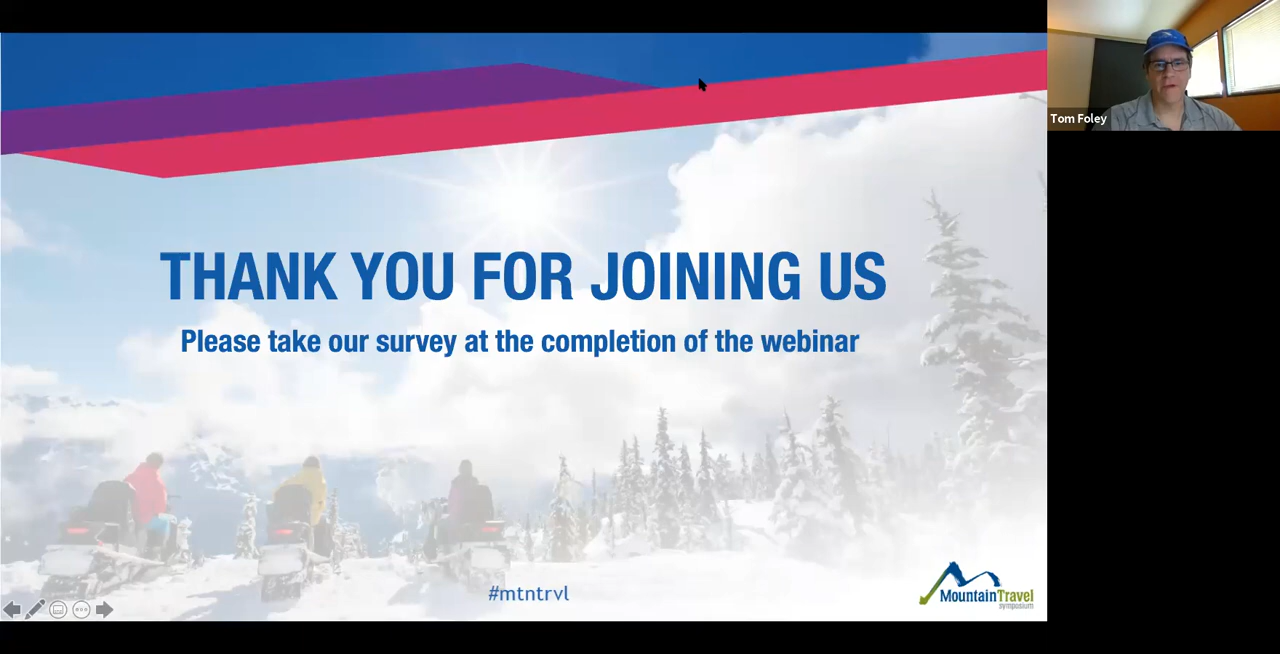 Tom Foley
THANK YOU FOR JOINING US
Please take our survey at the completion of the webinar
#mtntrvl
MountainTravel
symposium